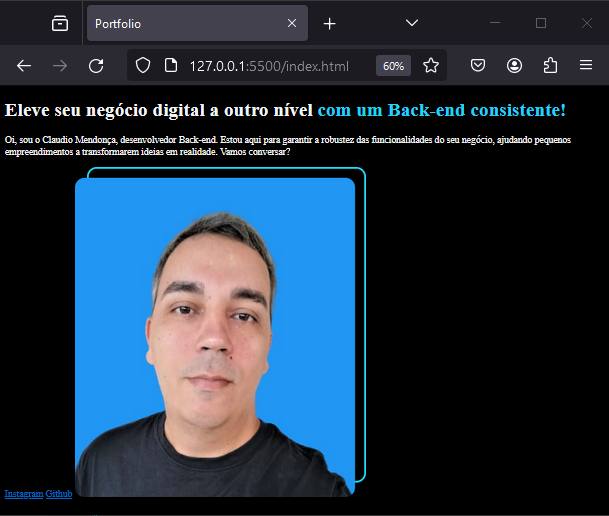 Portfolio
127.0.0.1:5500/index.html
60%
Eleve seu negócio digital a outro nível com um Back-end consistente!
Oi, sou o Claudio Mendonça, desenvolvedor Back-end. Estou aqui para garantir a robustez das funcionalidades do seu negócio, ajudando pequenos
empreendimentos a transformarem ideias em realidade. Vamos conversar?
Instagram Github